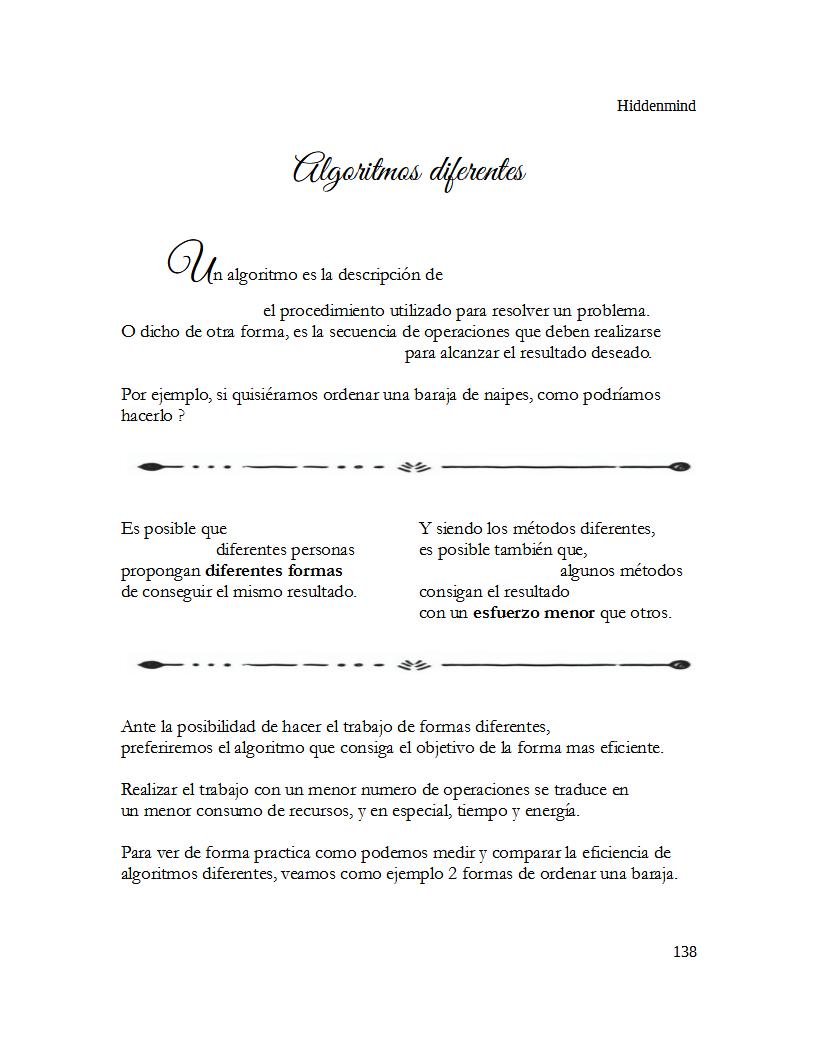 Hiddenmind
Algoritmos diferentes
Un algoritmo es la descripción de
el procedimiento utilizado para resolver un problema.
O dicho de otra forma, es la secuencia de operaciones que deben realizarse
para alcanzar el resultado deseado.
Por ejemplo, si quisiéramos ordenar una baraja de naipes, como podríamos
hacerlo ?
Es posible que
diferentes personas
propongan diferentes formas
de conseguir el mismo resultado.
Y siendo los métodos diferentes,
es posible también que,
algunos métodos
consigan el resultado
con un esfuerzo menor que otros.
Ante la posibilidad de hacer el trabajo de formas diferentes,
preferiremos el algoritmo que consiga el objetivo de la forma mas eficiente.
Realizar el trabajo con un menor numero de operaciones se traduce en
un menor consumo de recursos, y en especial, tiempo y energía.
Para ver de forma practica como podemos medir y comparar la eficiencia de
algoritmos diferentes, veamos como ejemplo 2 formas de ordenar una baraja.
138